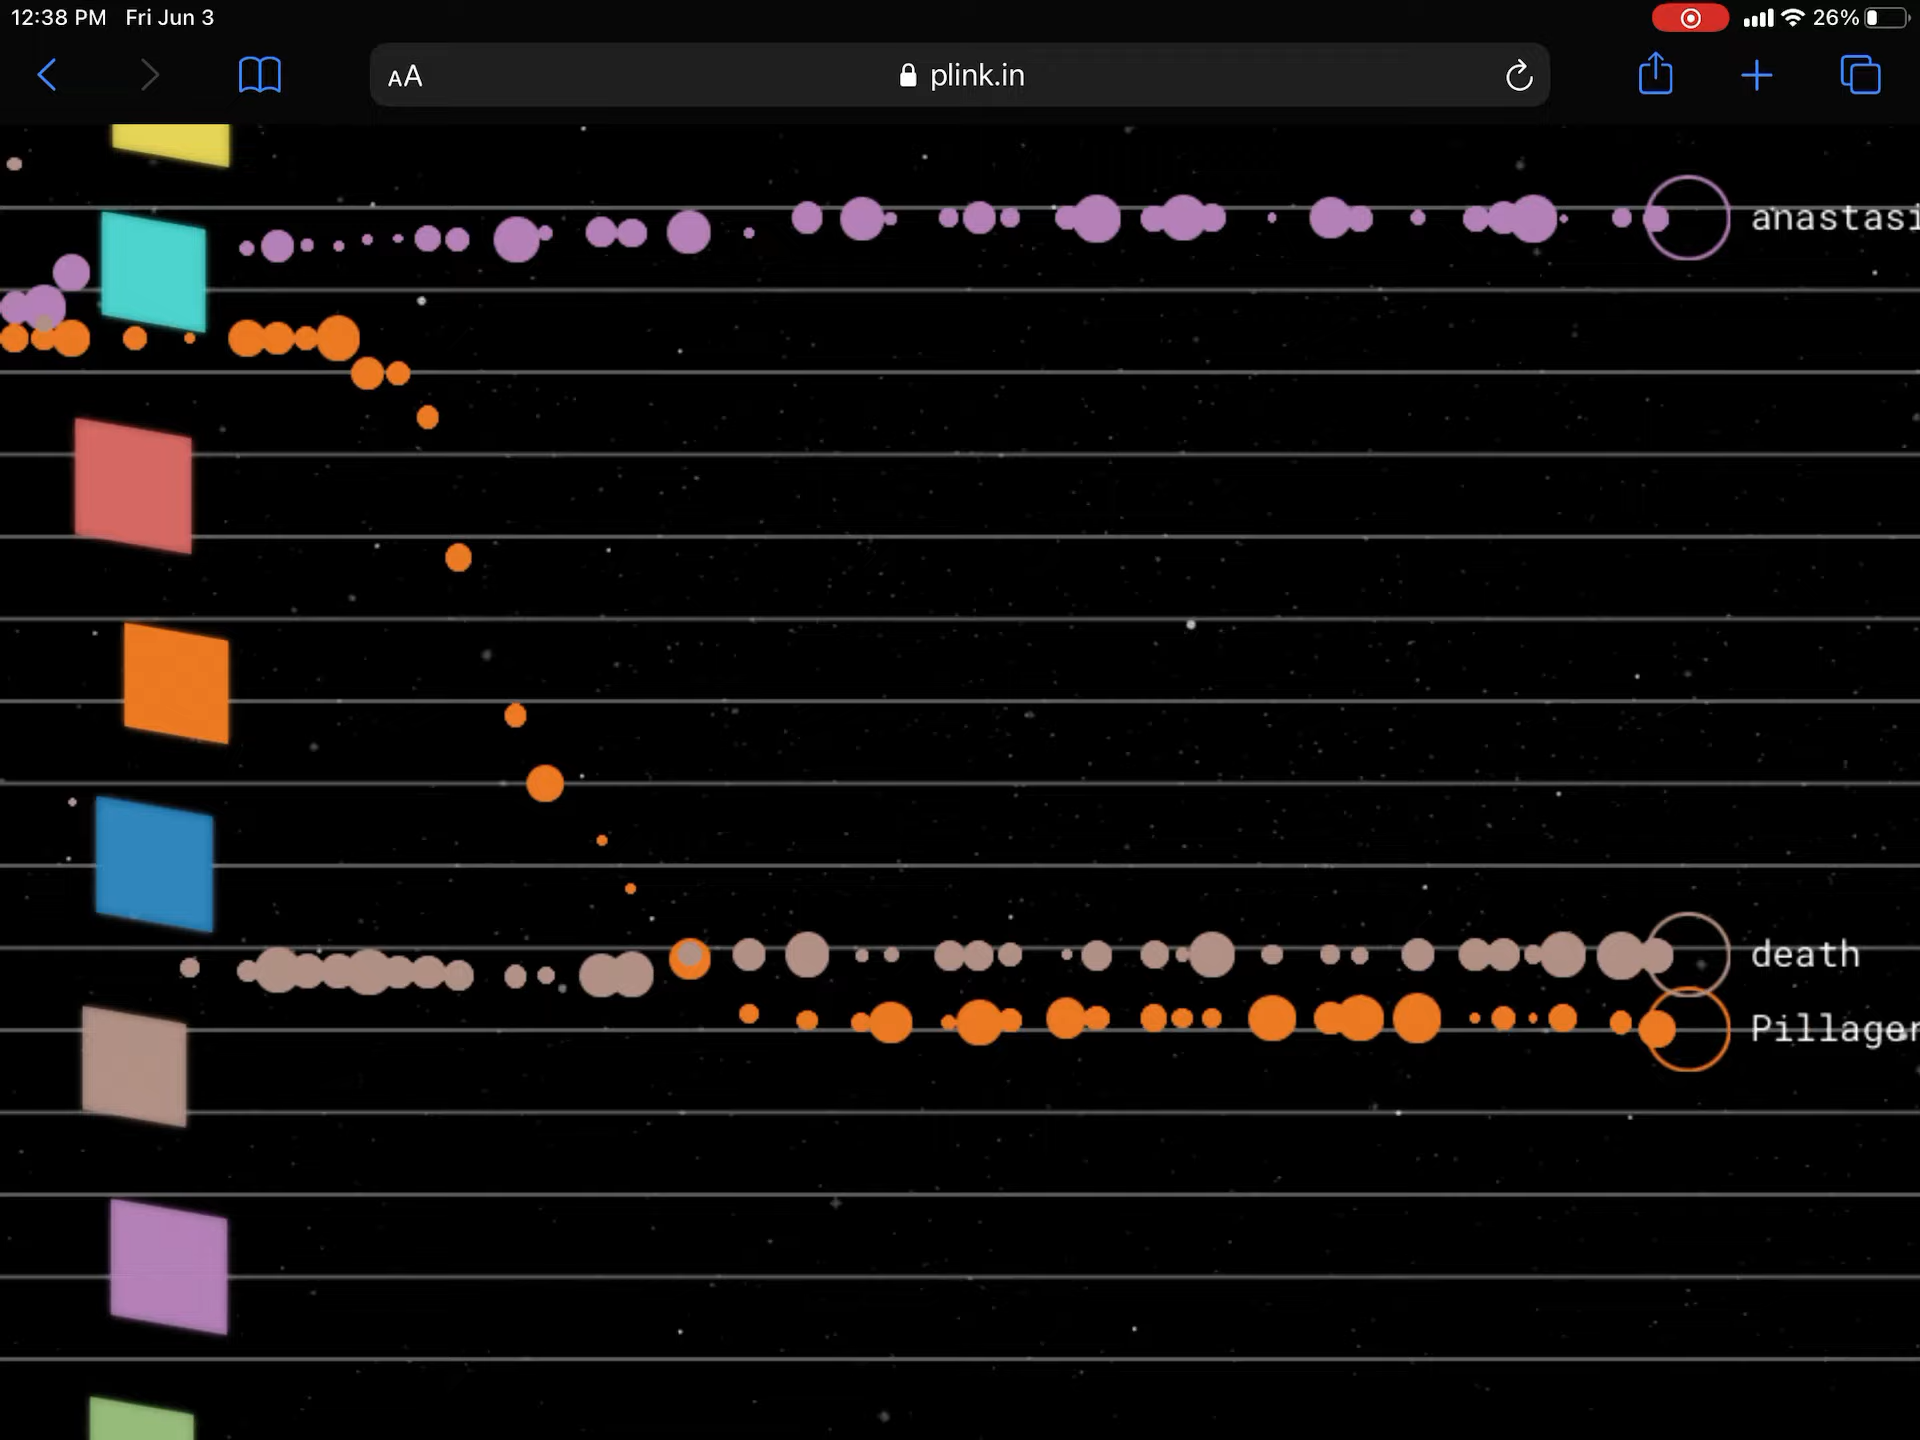 12:38 PM Fri Jun 3
26%
AA
plink.in
anastasi
death
Pillager